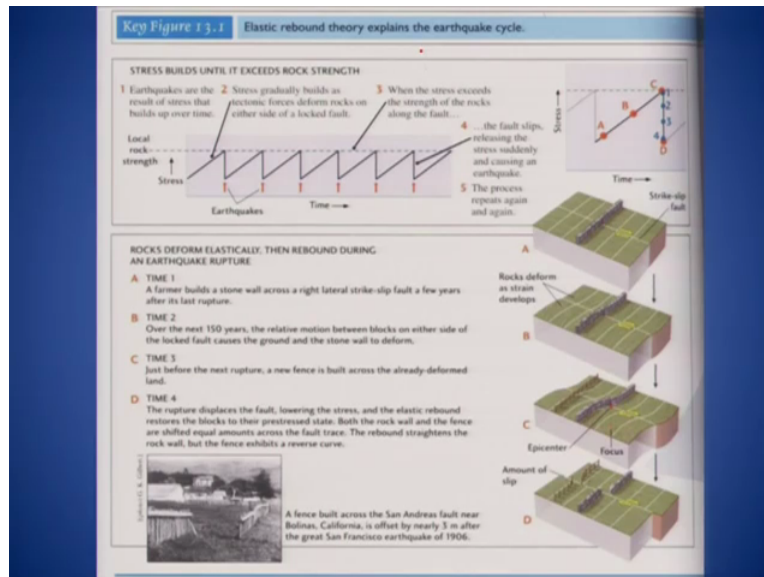 Key Figure 13.1 Elastic rebound theory explains the earthquake cycle.
STRESS BUILDS UNTIL IT EXCEEDS ROCK STRENGTH
1 Earthquakes are the
result of stress that
builds up over time.
2 Stress gradually builds as
tectonic forces deform rocks on
either side of a locked fault.
3 When the stress exceeds
the strength of the rocks
along the fault...
4 ...the fault slips,
releasing the
stress suddenly
and causing an
earthquake.
5 The process
repeats again
and again.
Local
rock
strength
Stress
Earthquakes
Time
Stress
A
B
C
1
2
3
4
D
Time
Strike-slip
fault
ROCKS DEFORM ELASTICALLY, THEN REBOUND DURING
AN EARTHQUAKE RUPTURE
A TIME 1
A farmer builds a stone wall across a right lateral strike-slip fault a few years
after its last rupture.
B TIME 2
Over the next 150 years, the relative motion between blocks on either side of
the locked fault causes the ground and the stone wall to deform.
C TIME 3
Just before the next rupture, a new fence is built across the already-deformed
land.
D TIME 4
The rupture displaces the fault, lowering the stress, and the elastic rebound
restores the blocks to their prestressed state. Both the rock wall and the fence
are shifted equal amounts across the fault trace. The rebound straightens the
rock wall, but the fence exhibits a reverse curve.
A
Rocks deform
as strain
develops
B
C
Epicenter
Focus
Amount of
slip
D
A fence built across the San Andreas fault near
Bolinas, California, is offset by nearly 3 m after
the great San Francisco earthquake of 1906.